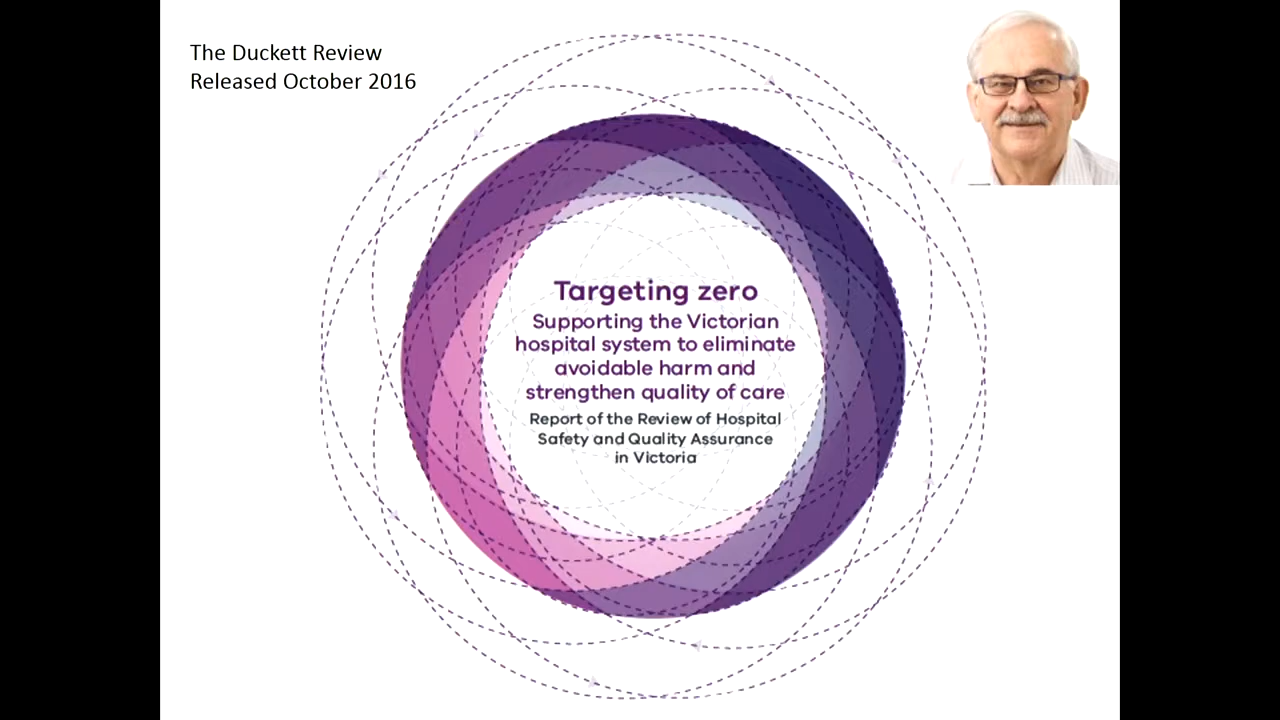 The Duckett Review
Released October 2016
Targeting zero
Supporting the Victorian
hospital system to eliminate
avoidable harm and
strengthen quality of care
Report of the Review of Hospital
Safety and Quality Assurance
in Victoria